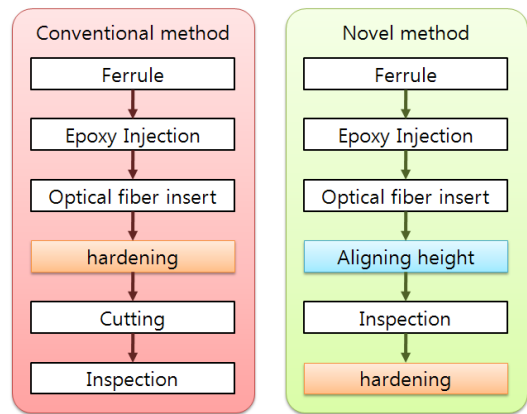 Conventional method
Ferrule
Epoxy Injection
Optical fiber insert
hardening
Cutting
Inspection
Novel method
Ferrule
Epoxy Injection
Optical fiber insert
Aligning height
Inspection
hardening